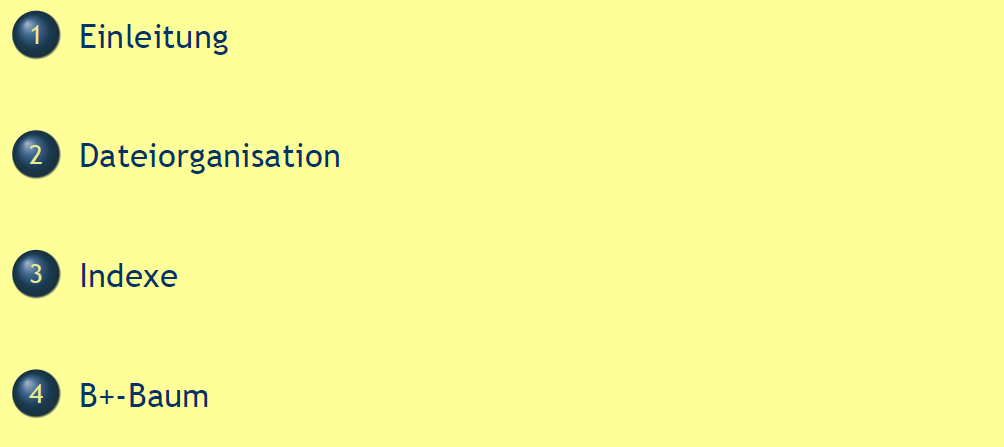 1 Einleitung
2 Dateiorganisation
3 Indexe
4 B+-Baum